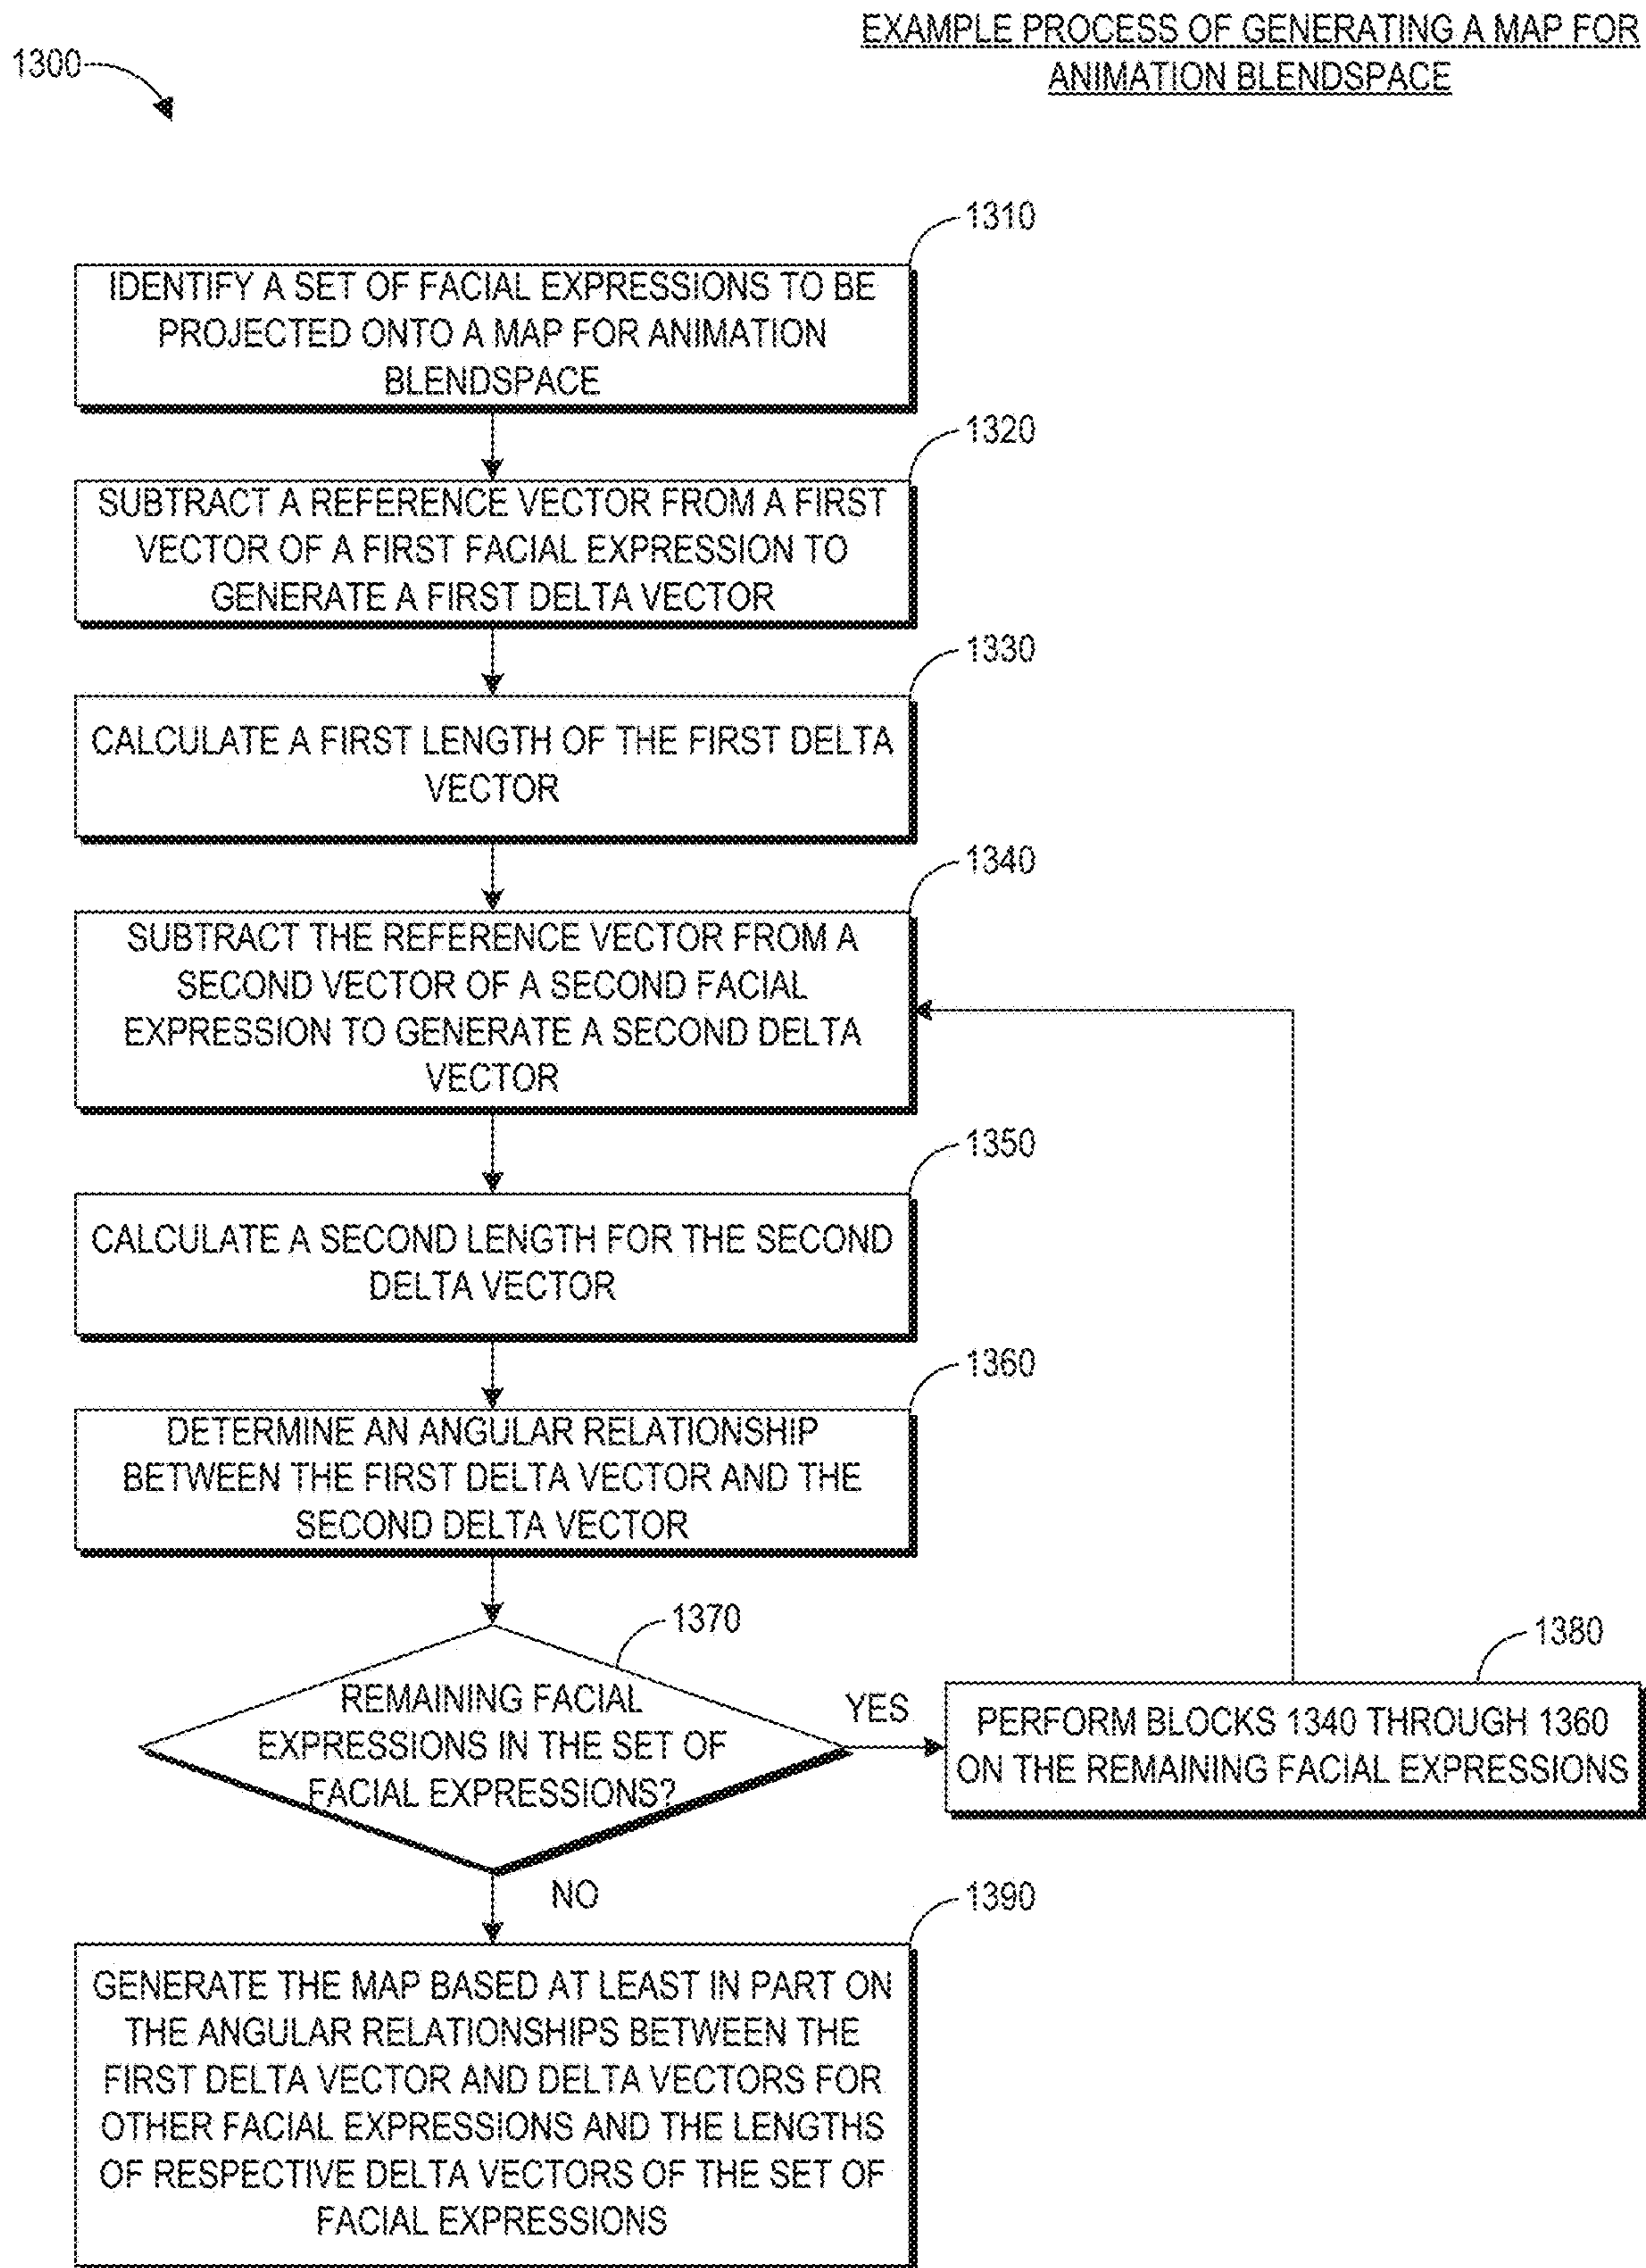 EXAMPLE PROCESS OF GENERATING A MAP FOR
ANIMATION BLENDSPACE
1300
1310
IDENTIFY A SET OF FACIAL EXPRESSIONS TO BE
PROJECTED ONTO A MAP FOR ANIMATION
BLENDSPACE
1320
SUBTRACT A REFERENCE VECTOR FROM A FIRST
VECTOR OF A FIRST FACIAL EXPRESSION TO
GENERATE A FIRST DELTA VECTOR
1330
CALCULATE A FIRST LENGTH OF THE FIRST DELTA
VECTOR
1340
SUBTRACT THE REFERENCE VECTOR FROM A
SECOND VECTOR OF A SECOND FACIAL
EXPRESSION TO GENERATE A SECOND DELTA
VECTOR
1350
CALCULATE A SECOND LENGTH FOR THE SECOND
DELTA VECTOR
1360
DETERMINE AN ANGULAR RELATIONSHIP
BETWEEN THE FIRST DELTA VECTOR AND THE
SECOND DELTA VECTOR
1370
REMAINING FACIAL
EXPRESSIONS IN THE SET OF
FACIAL EXPRESSIONS?
YES
1380
PERFORM BLOCKS 1340 THROUGH 1360
ON THE REMAINING FACIAL EXPRESSIONS
NO
1390
GENERATE THE MAP BASED AT LEAST IN PART ON
THE ANGULAR RELATIONSHIPS BETWEEN THE
FIRST DELTA VECTOR AND DELTA VECTORS FOR
OTHER FACIAL EXPRESSIONS AND THE LENGTHS
OF RESPECTIVE DELTA VECTORS OF THE SET OF
FACIAL EXPRESSIONS